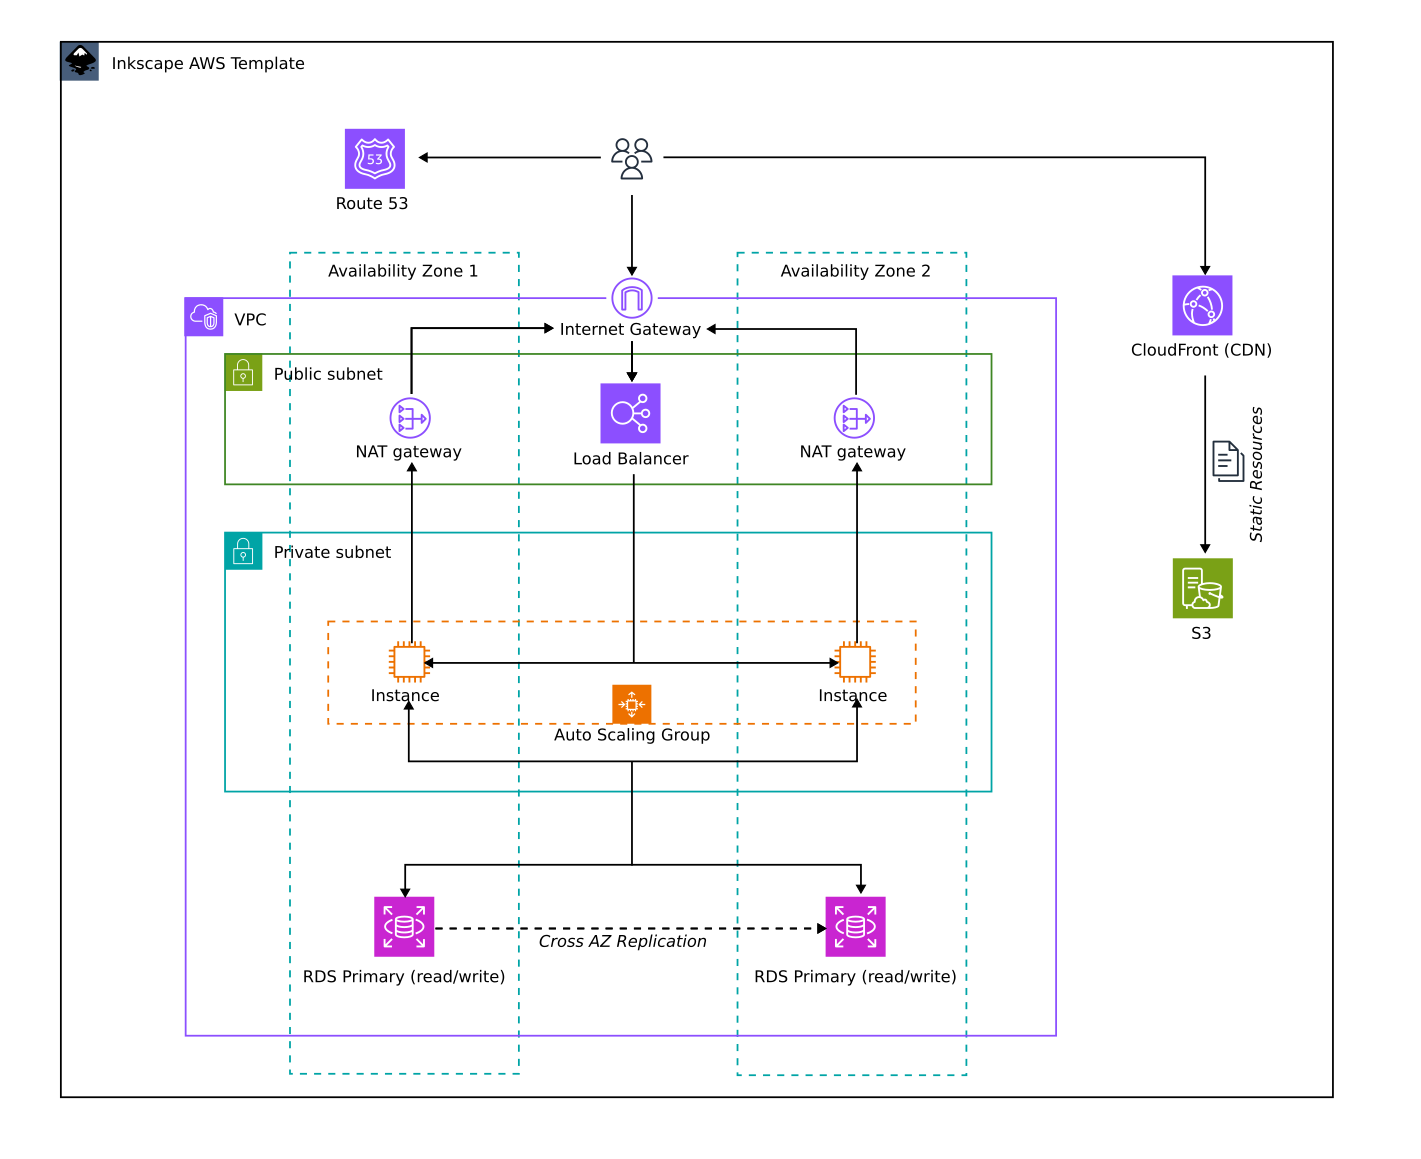 Inkscape AWS Template
53
Route 53
Availability Zone 1
Availability Zone 2
VPC
Internet Gateway
CloudFront (CDN)
Public subnet
NAT gateway
Load Balancer
NAT gateway
Static Resources
Private subnet
S3
Instance
Instance
Auto Scaling Group
Cross AZ Replication
RDS Primary (read/write)
RDS Primary (read/write)